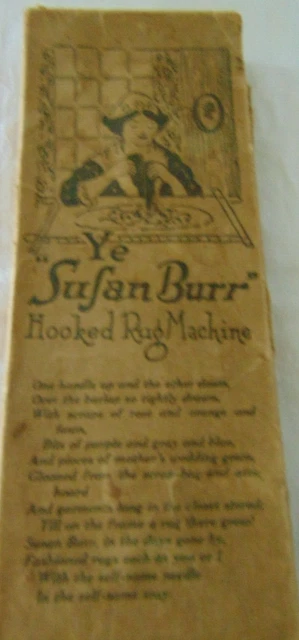 "Ye
Suſan Burr"
Hooked Rug Machine
One handle up and the other down,
Over the burlap so tightly drawn,
With scraps of rose and orange and
fawn,
Bits of purple and gray and blue,
And pieces of mother's wedding gown,
Gleaned from the scrap-bag and attic
hoard
And garments long in the closet stored;
Till on the frame a rug there grows!
Susan Burr, in the days gone by,
Fashioned rugs such as you or I
With the self-same needle
In the self-same way.